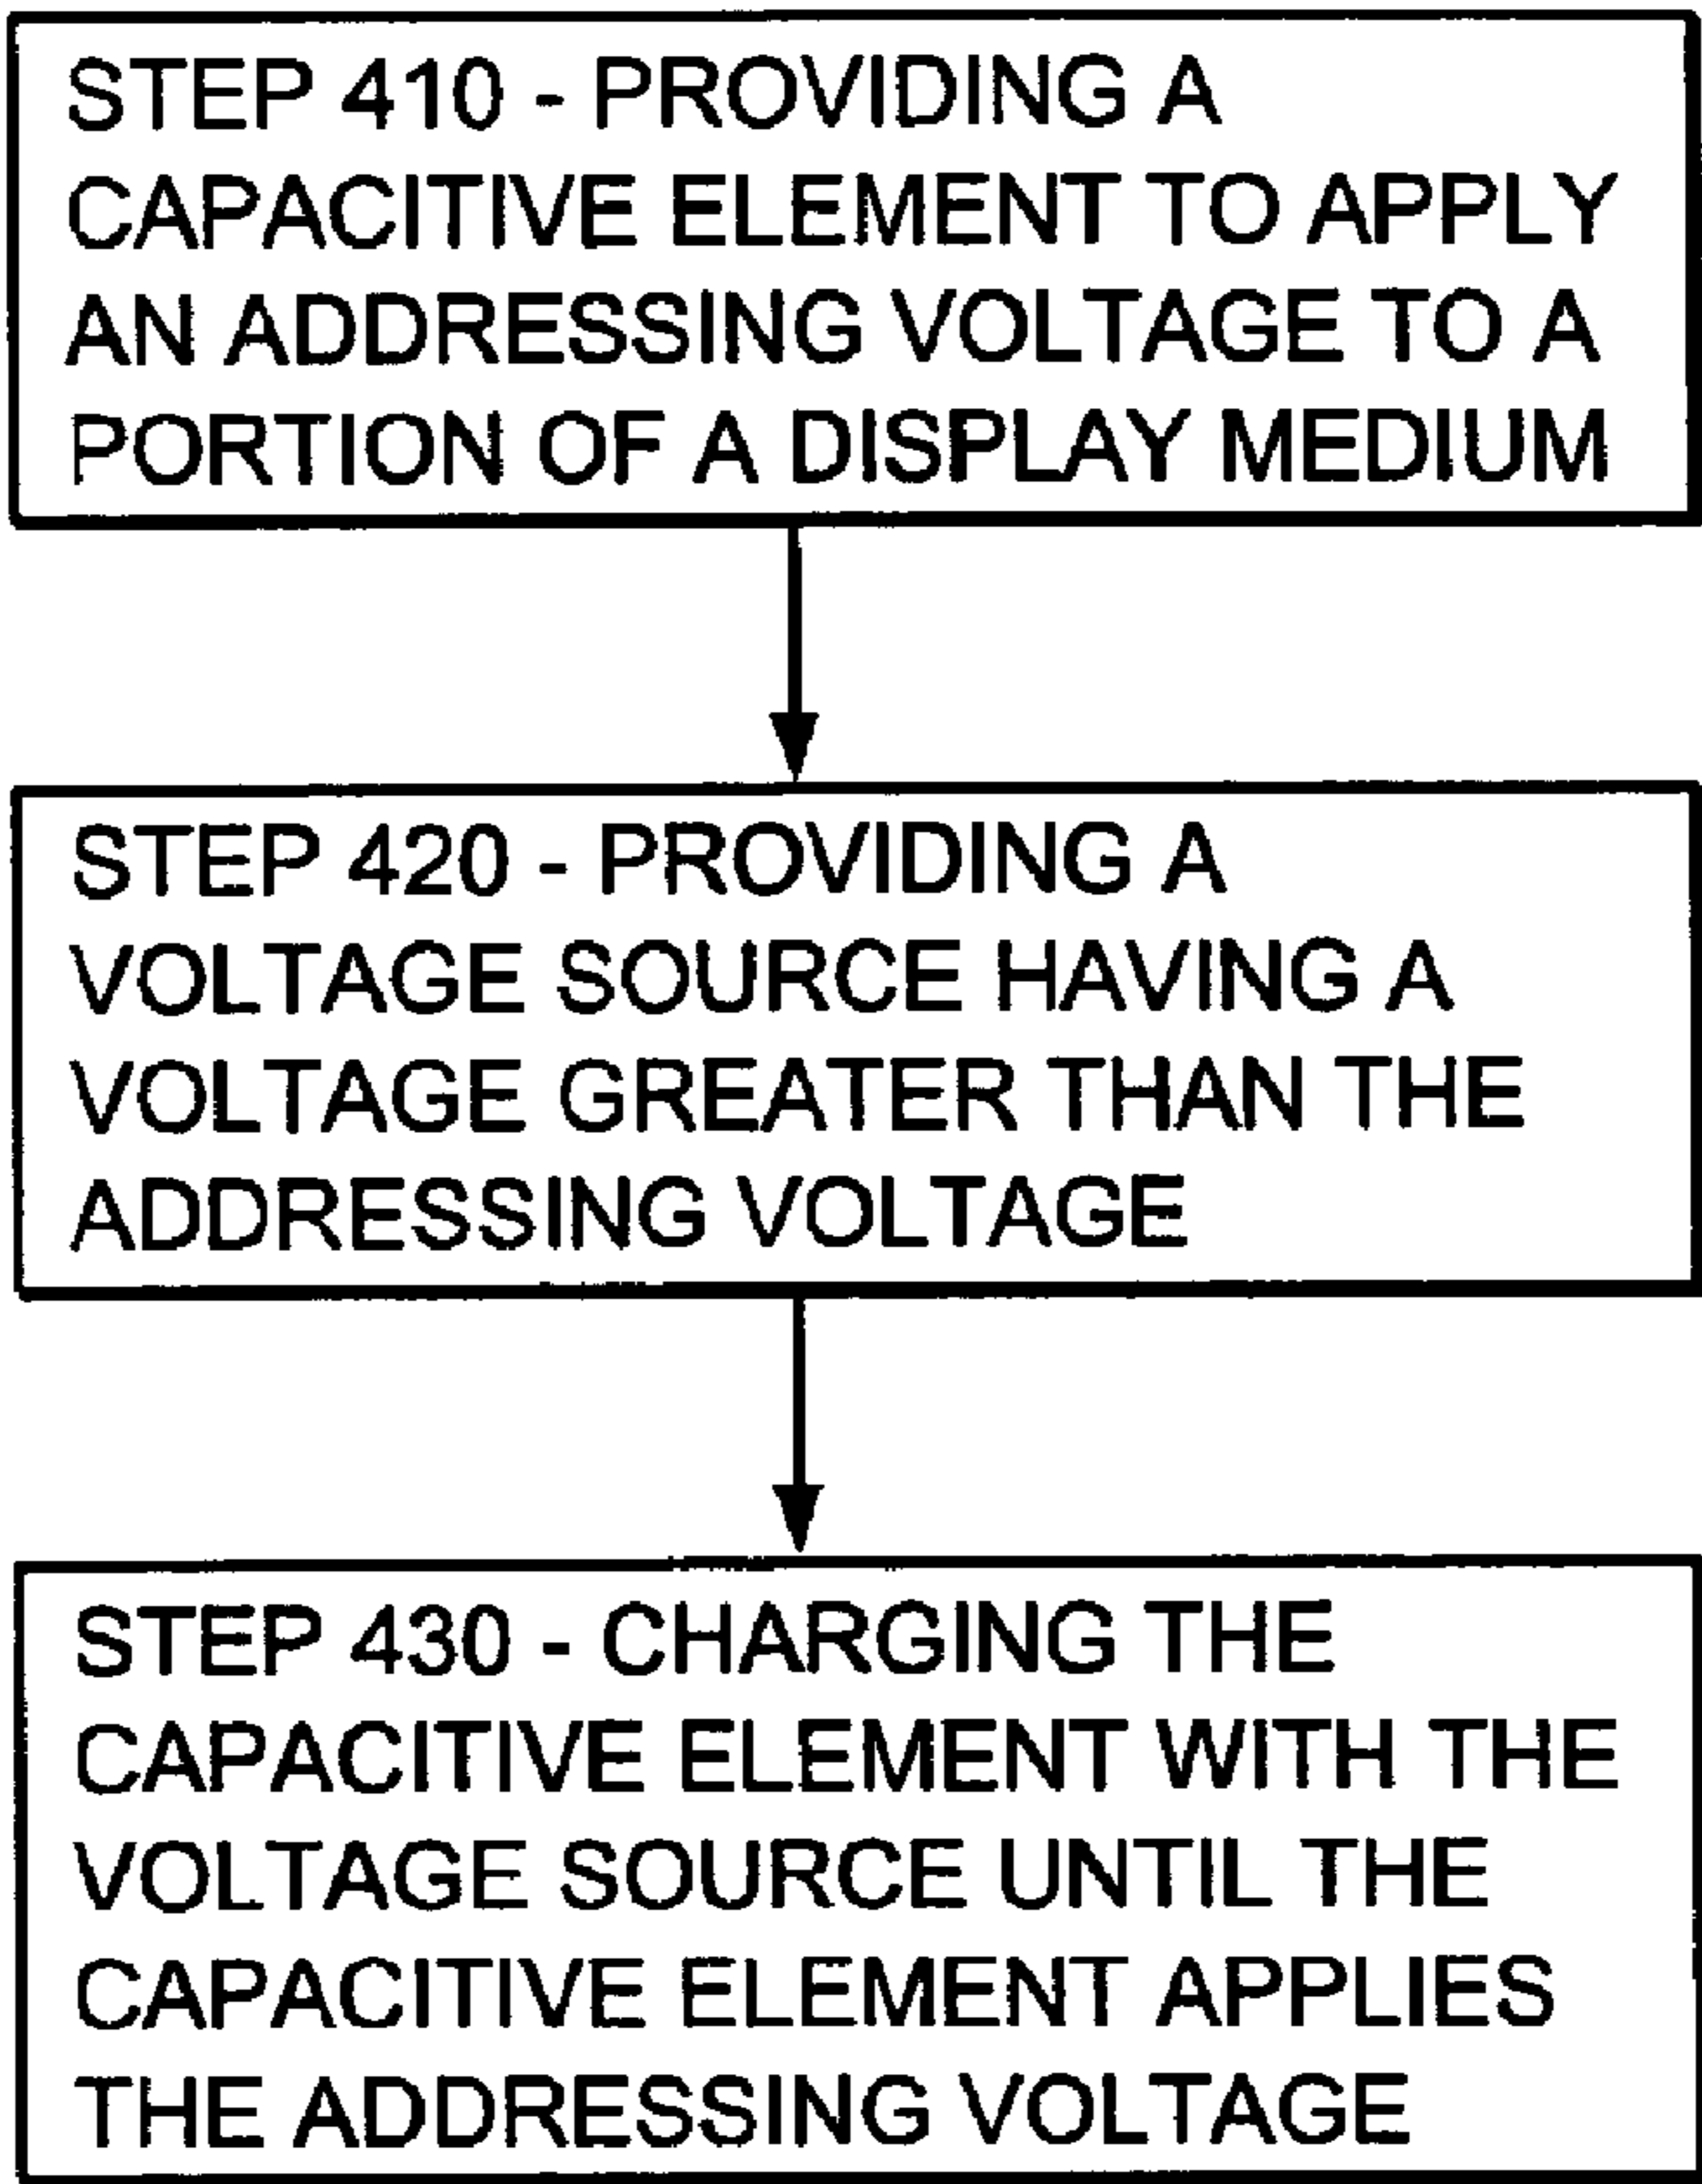 STEP 410 - PROVIDING A
CAPACITIVE ELEMENT TO APPLY
AN ADDRESSING VOLTAGE TO A
PORTION OF A DISPLAY MEDIUM
STEP 420 - PROVIDING A
VOLTAGE SOURCE HAVING A
VOLTAGE GREATER THAN THE
ADDRESSING VOLTAGE
STEP 430 - CHARGING THE
CAPACITIVE ELEMENT WITH THE
VOLTAGE SOURCE UNTIL THE
CAPACITIVE ELEMENT APPLIES
THE ADDRESSING VOLTAGE